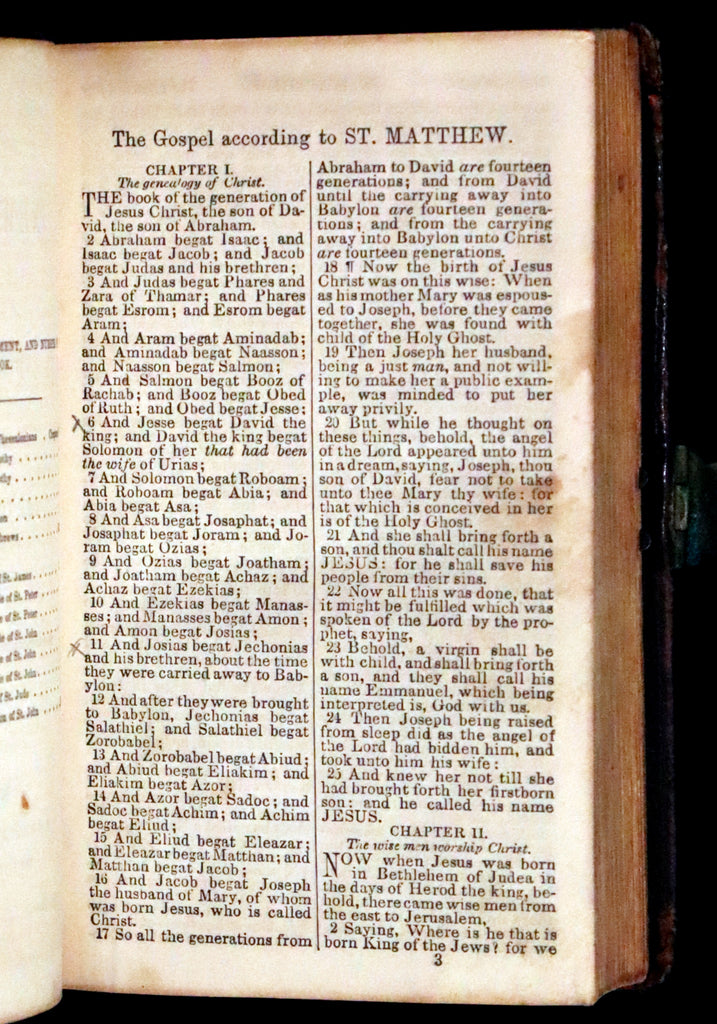 MENT, AND
OK.
Thessalonians
of St. James
of St. Peter
of St. Peter
of St. John
of St. John
of St. John
of St. Jude
of St. John
The Gospel according to ST. MATTHEW.
CHAPTER I.
The genealogy of Christ.
THE book of the generation of
Jesus Christ, the son of Da-
vid, the son of Abraham.
2 Abraham begat Isaac; and
Isaac begat Jacob; and Jacob
begat Judas and his brethren;
3 And Judas begat Phares and
Zara of Thamar; and Phares
begat Esrom; and Esrom begat
Aram;
4 And Aram begat Aminadab;
and Aminadab begat Naasson;
and Naasson begat Salmon;
5 And Salmon begat Booz of
Rachab; and Booz begat Obed
of Ruth; and Obed begat Jesse;
6 And Jesse begat David the
king; and David the king begat
Solomon of her that had been
the wife of Urias;
7 And Solomon begat Roboam;
and Roboam begat Abia; and
Abia begat Asa;
8 And Asa begat Josaphat; and
Josaphat begat Joram; and Jo-
ram begat Ozias;
9 And Ozias begat Joatham;
and Joatham begat Achaz; and
Achaz begat Ezekias;
10 And Ezekias begat Manas-
ses; and Manasses begat Amon;
and Amon begat Josias;
11 And Josias begat Jechonias
and his brethren, about the time
they were carried away to Bab-
ylon:
12 And after they were brought
to Babylon, Jechonias begat
Salathiel; and Salathiel begat
Zorobabel;
13 And Zorobabel begat Abiud;
and Abiud begat Eliakim; and
Eliakim begat Azor;
14 And Azor begat Sadoc; and
Sadoc begat Achim; and Achim
begat Eliud;
15 And Eliud begat Eleazar;
and Eleazar begat Matthan; and
Matthan begat Jacob;
16 And Jacob begat Joseph
the husband of Mary, of whom
was born Jesus, who is called
Christ.
17 So all the generations from
Abraham to David are fourteen
generations; and from David
until the carrying away into
Babylon are fourteen genera-
tions; and from the carrying
away into Babylon unto Christ
are fourteen generations.
18 ¶ Now the birth of Jesus
Christ was on this wise: When
as his mother Mary was espous-
ed to Joseph, before they came
together, she was found with
child of the Holy Ghost.
19 Then Joseph her husband,
being a just man, and not will-
ing to make her a public exam-
ple, was minded to put her
away privily.
20 But while he thought on
these things, behold, the angel
of the Lord appeared unto him
in a dream, saying, Joseph, thou
son of David, fear not to take
unto thee Mary thy wife: for
that which is conceived in her
is of the Holy Ghost.
21 And she shall bring forth a
son, and thou shalt call his name
JESUS: for he shall save his
people from their sins.
22 Now all this was done, that
it might be fulfilled which was
spoken of the Lord by the pro-
phet, saying,
23 Behold, a virgin shall be
with child, and shall bring forth
a son, and they shall call his
name Emmanuel, which being
interpreted is, God with us.
24 Then Joseph being raised
from sleep did as the angel of
the Lord had bidden him, and
took unto him his wife:
25 And knew her not till she
had brought forth her firstborn
son: and he called his name
JESUS.
CHAPTER II.
The wise men worship Christ.
NOW when Jesus was born
in Bethlehem of Judea in
the days of Herod the king, be-
hold, there came wise men from
the east to Jerusalem,
2 Saying, Where is he that is
born King of the Jews? for we
3